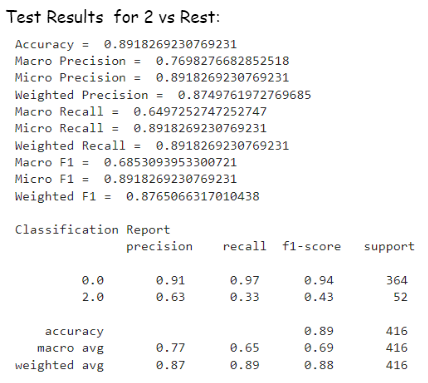 Test Results for 2 vs Rest:
Accuracy = 0.8918269230769231
Macro Precision = 0.7698276682852518
Micro Precision = 0.8918269230769231
Weighted Precision = 0.8749761972769685
Macro Recall = 0.6497252747252747
Micro Recall = 0.8918269230769231
Weighted Recall = 0.8918269230769231
Macro F1 = 0.6853093953300721
Micro F1 = 0.8918269230769231
Weighted F1 = 0.8765066317010438
Classification Report
precision recall f1-score support
0.0 0.91 0.97 0.94 364
2.0 0.63 0.33 0.43 52
accuracy 0.89 416
macro avg 0.77 0.65 0.69 416
weighted avg 0.87 0.89 0.88 416